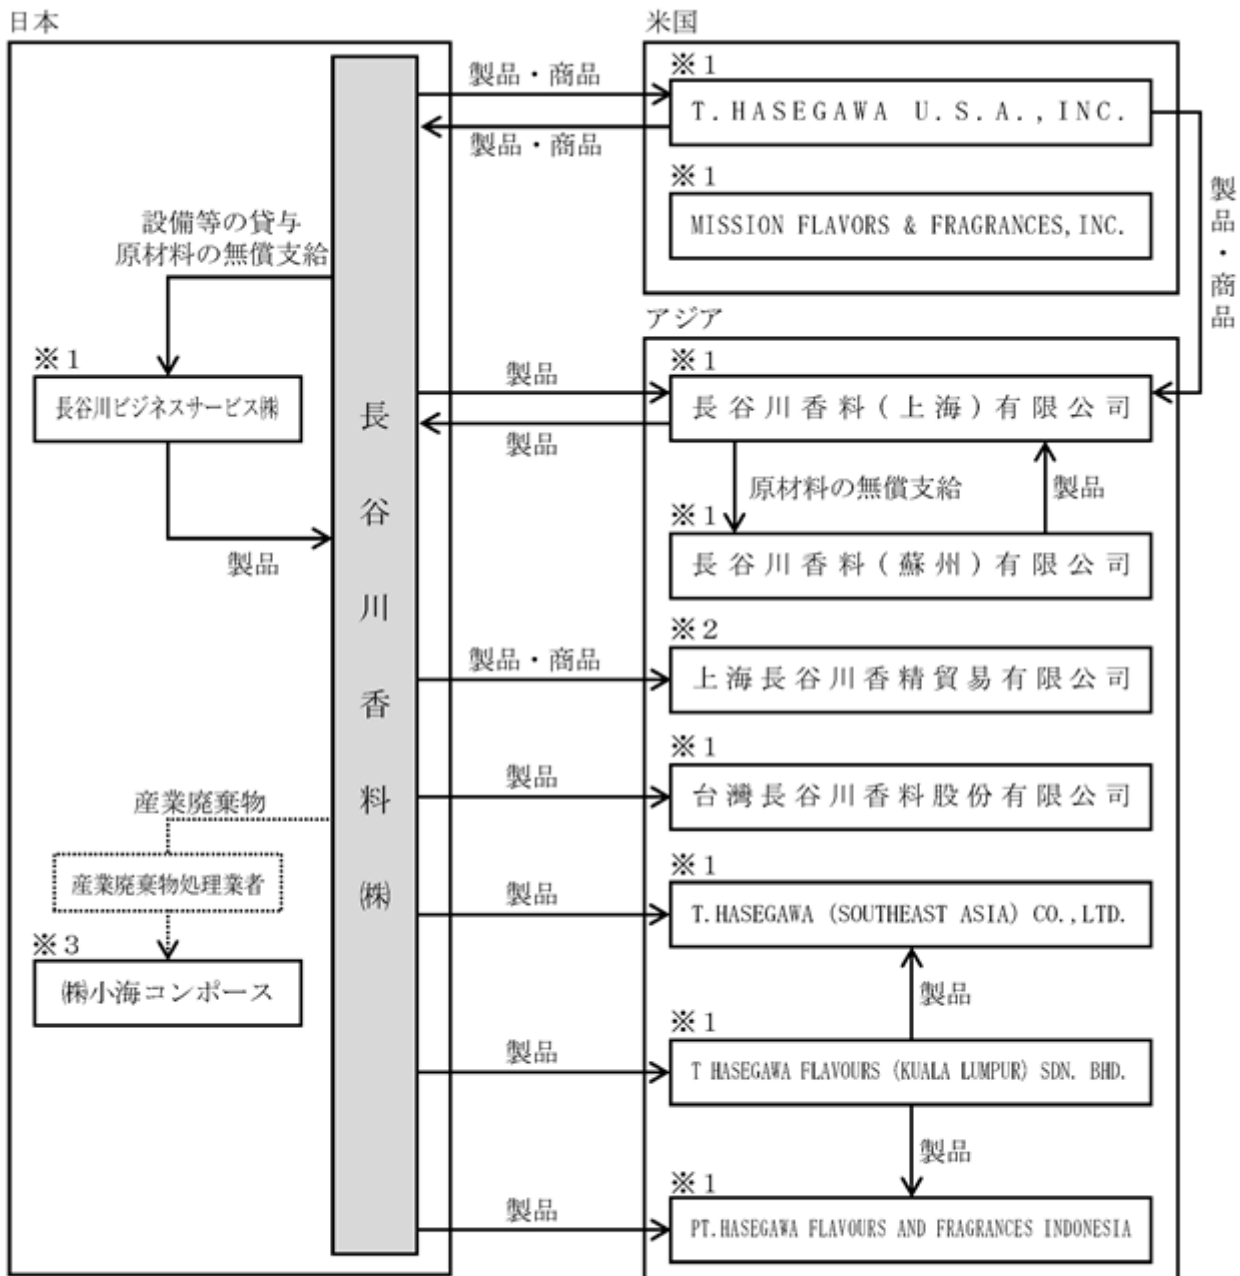 日本
設備等の貸与
原材料の無償支給
※1
長谷川ビジネスサービス㈱
製品
産業廃棄物
産業廃棄物処理業者
※3
㈱小海コンポース
長谷川香料㈱
製品・商品
製品・商品
製品
製品
製品・商品
製品
製品
製品
製品
米国
※1
T.HASEGAWA U.S.A.,INC.
※1
MISSION FLAVORS & FRAGRANCES,INC.
製品・商品
アジア
※1
長谷川香料(上海)有限公司
原材料の無償支給
製品
※1
長谷川香料(蘇州)有限公司
※2
上海長谷川香精貿易有限公司
※1
台灣長谷川香料股份有限公司
※1
T.HASEGAWA (SOUTHEAST ASIA) CO.,LTD.
製品
※1
T HASEGAWA FLAVOURS (KUALA LUMPUR) SDN. BHD.
製品
※1
PT.HASEGAWA FLAVOURS AND FRAGRANCES INDONESIA